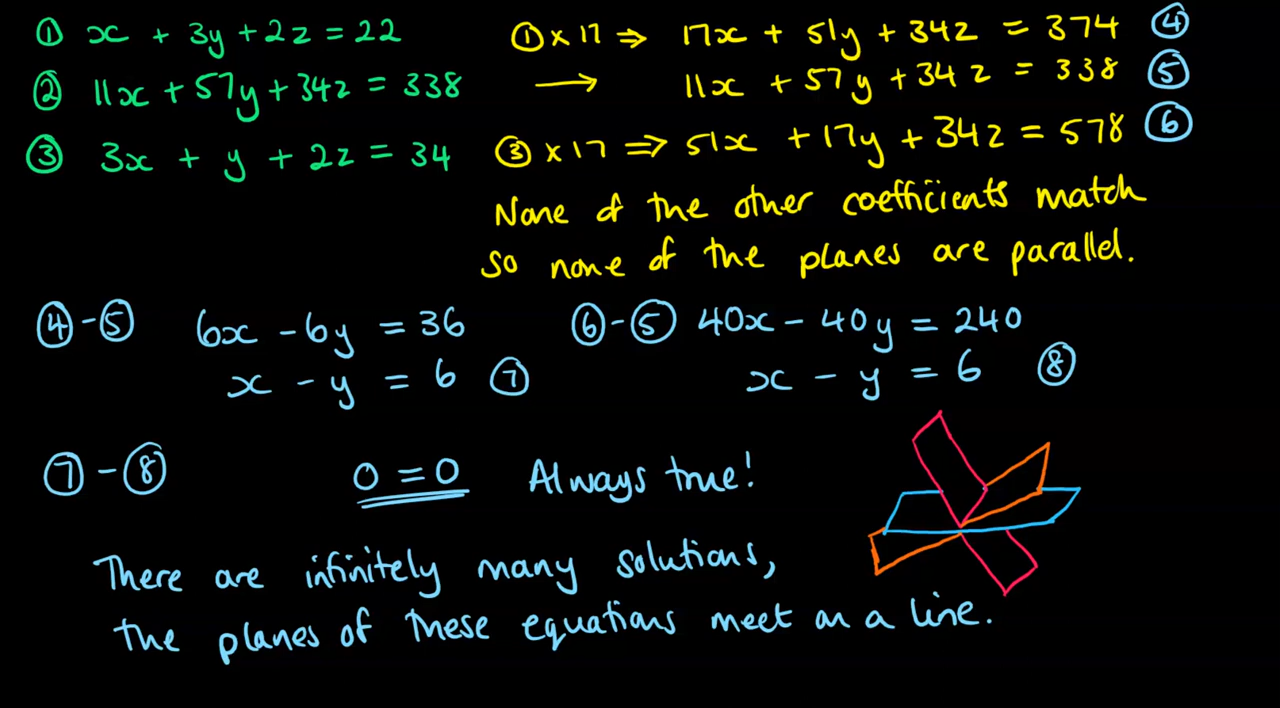 ① x + 3y + 2z = 22
② 11x + 57y + 34z = 338
③ 3x + y + 2z = 34
① x 17 ⇒ 17x + 51y + 34z = 374 ④
→ 11x + 57y + 34z = 338 ⑤
③ x 17 ⇒ 51x + 17y + 34z = 578 ⑥
None of the other coefficients match
so none of the planes are parallel.
④ - ⑤ 6x - 6y = 36
x - y = 6 ⑦
⑥ - ⑤ 40x - 40y = 240
x - y = 6 ⑧
⑦ - ⑧ 0 = 0 Always true!
There are infinitely many solutions,
the planes of these equations meet on a line.